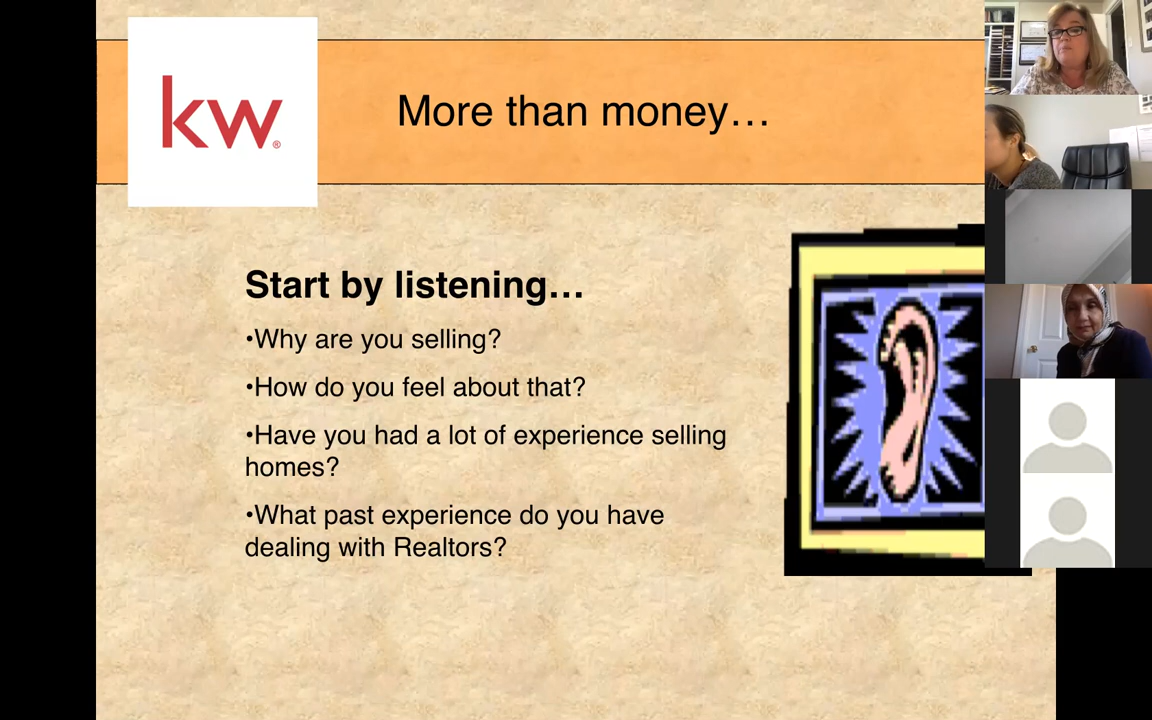 kw®
More than money…
Start by listening…
•Why are you selling?
•How do you feel about that?
•Have you had a lot of experience selling
homes?
•What past experience do you have
dealing with Realtors?